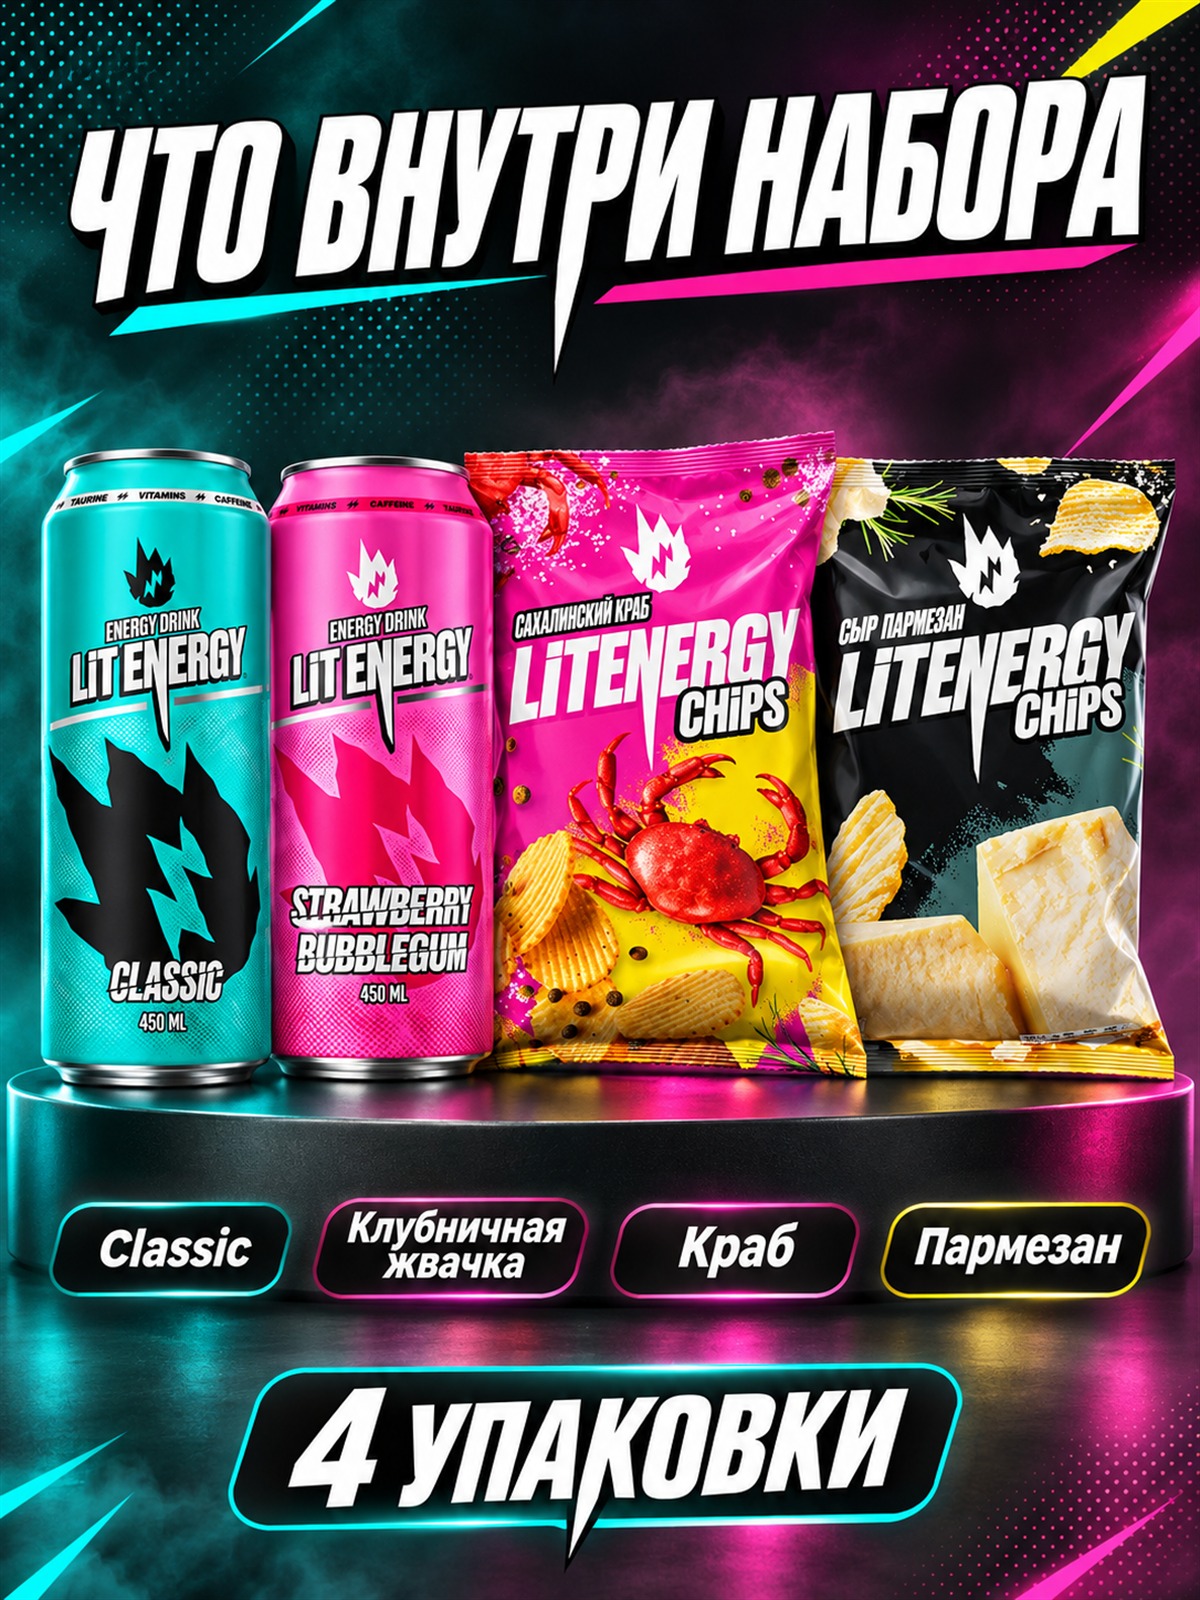 ЧТО ВНУТРИ НАБОРА
TAURINE VITAMINS CAFFEINE
ENERGY DRINK
LIT ENERGY
CLASSIC
450 ML
VITAMINS CAFFEINE TAURINE
ENERGY DRINK
LIT ENERGY
STRAWBERRY
BUBBLEGUM
450 ML
САХАЛИНСКИЙ КРАБ
LITENERGY
CHIPS
СЫР ПАРМЕЗАН
LITENERGY
CHIPS
Classic
Клубничная
жвачка
Краб
Пармезан
4 УПАКОВКИ